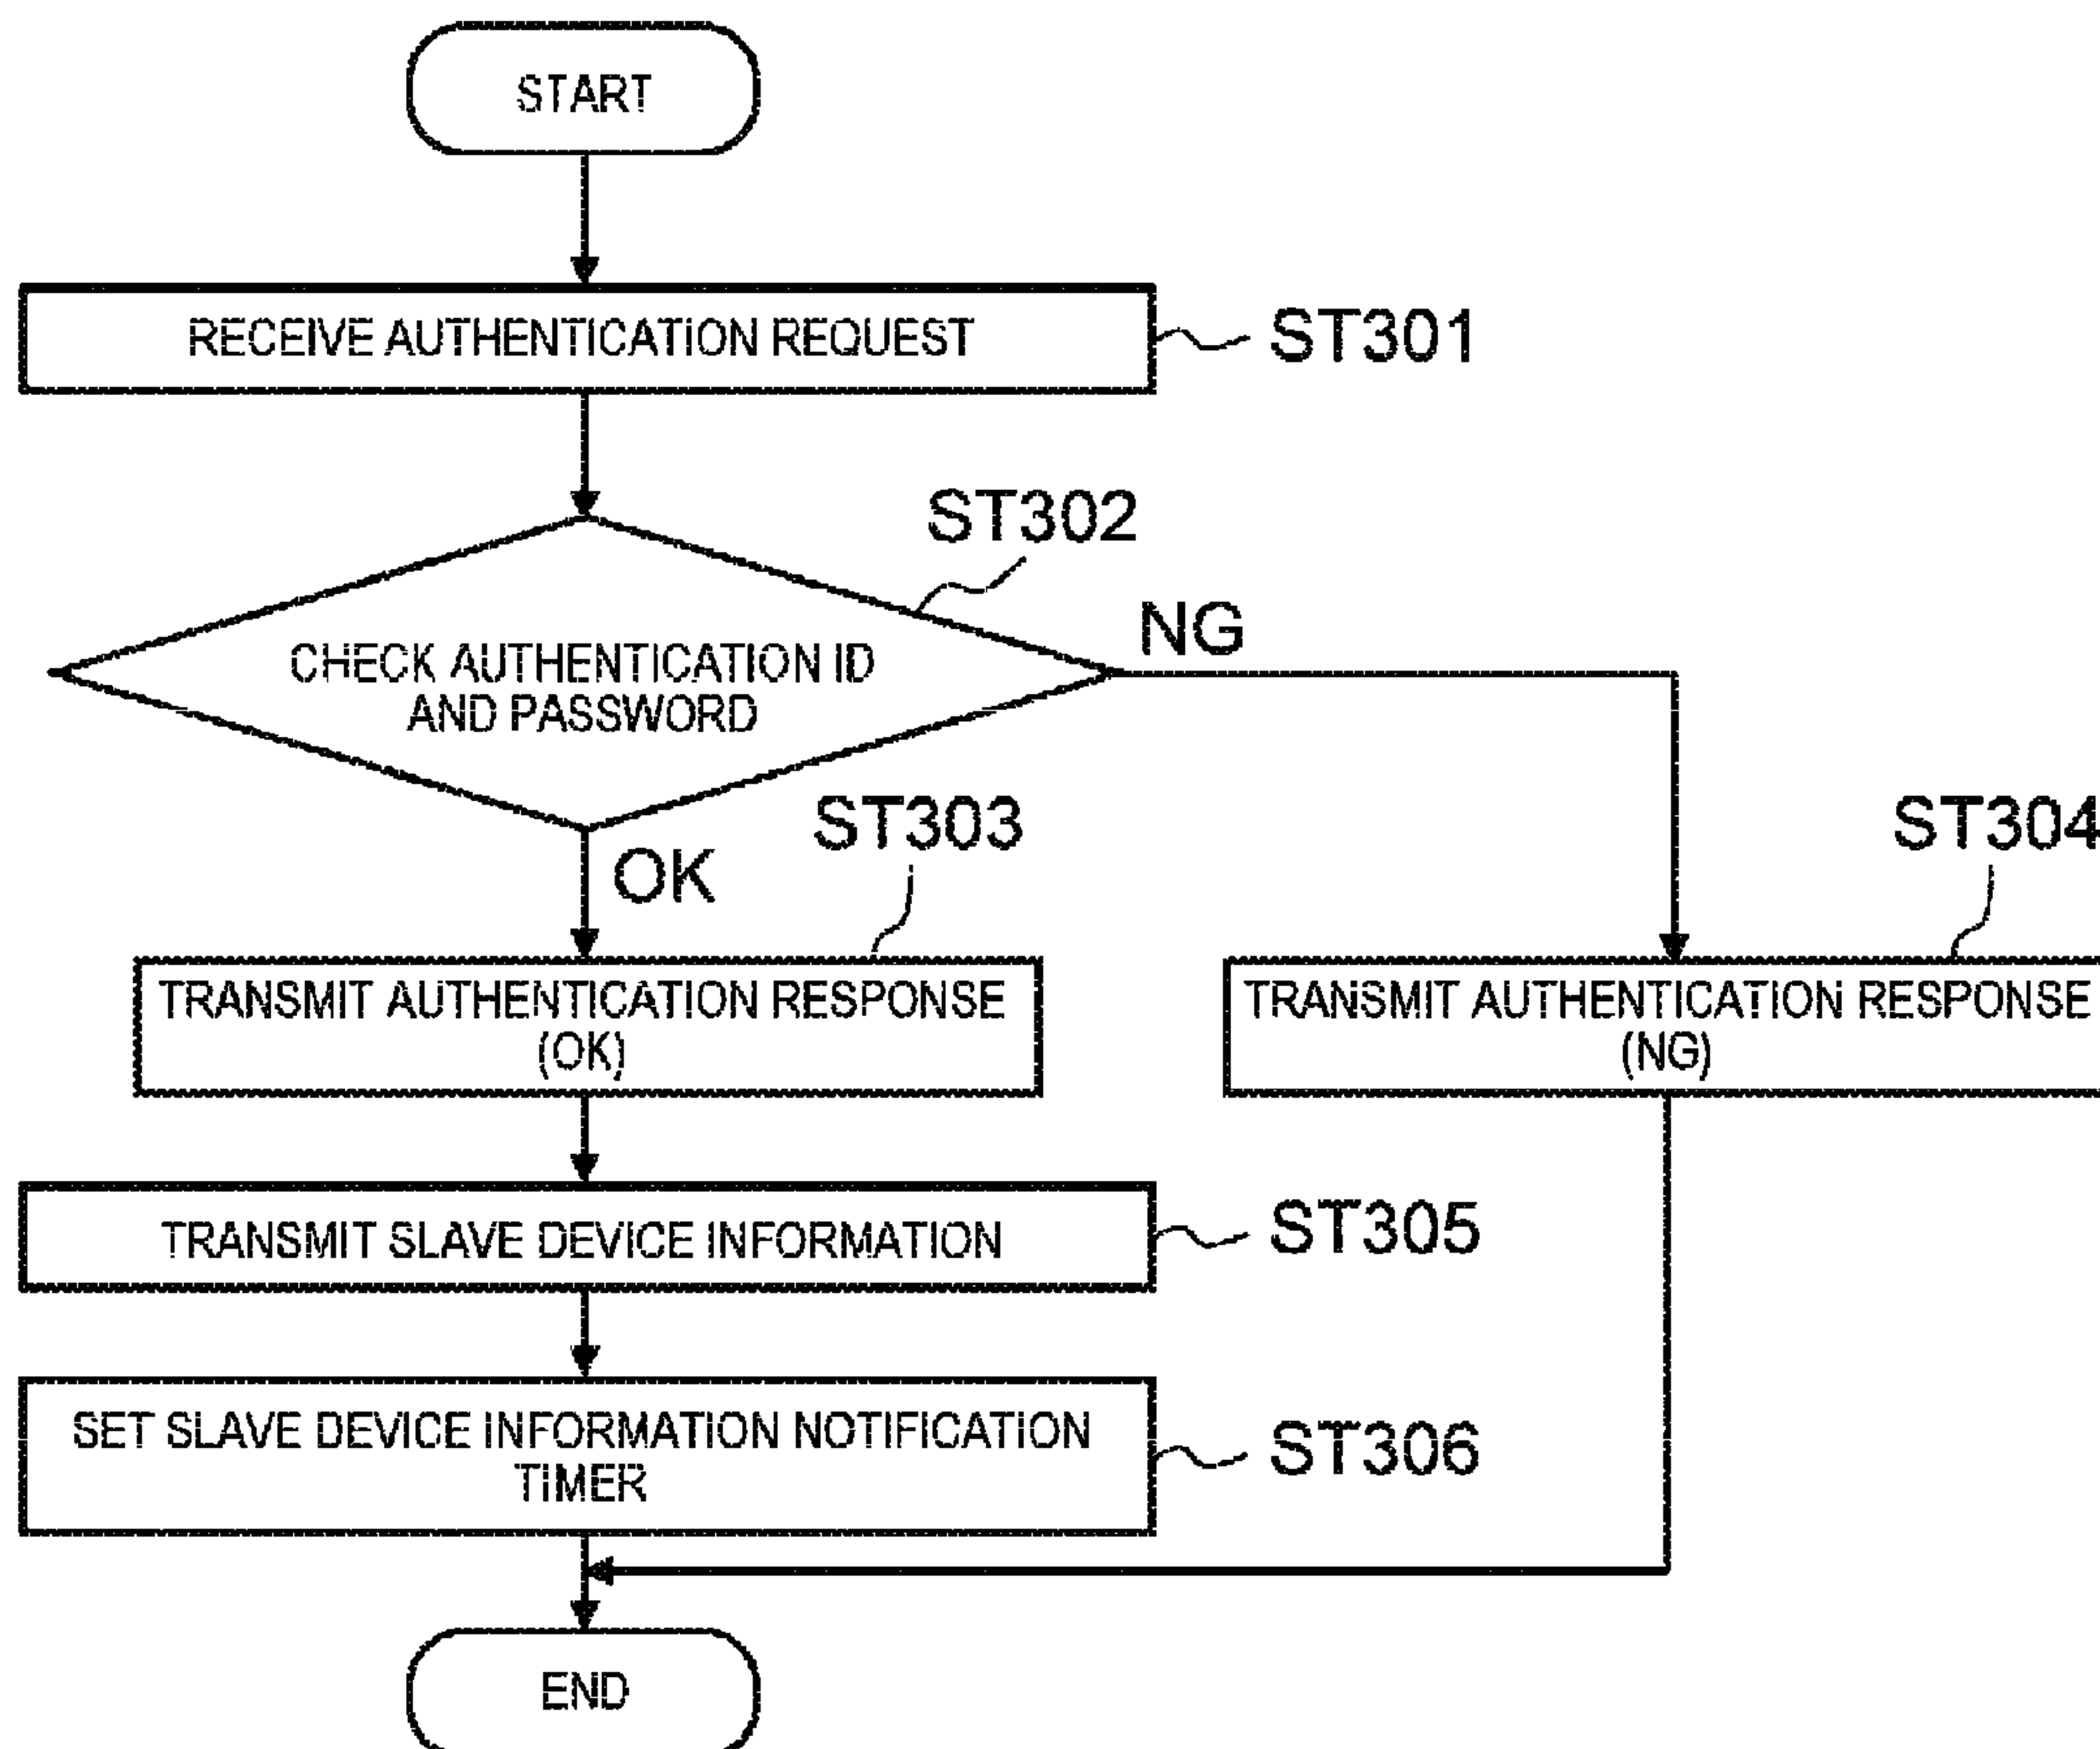 START
RECEIVE AUTHENTICATION REQUEST
ST301
ST302
CHECK AUTHENTICATION ID
AND PASSWORD
NG
OK
ST303
TRANSMIT AUTHENTICATION RESPONSE
(OK)
ST304
TRANSMIT AUTHENTICATION RESPONSE
(NG)
TRANSMIT SLAVE DEVICE INFORMATION
ST305
SET SLAVE DEVICE INFORMATION NOTIFICATION
TIMER
ST306
END